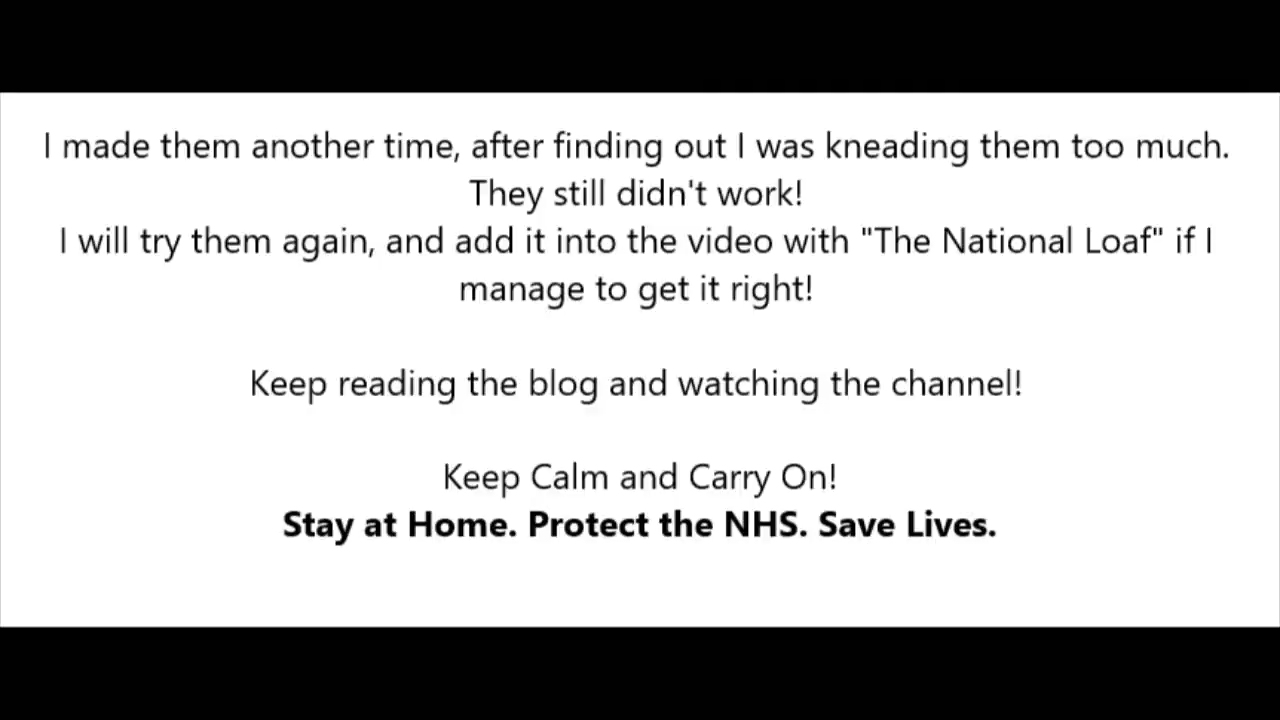 I made them another time, after finding out I was kneading them too much.
They still didn't work!
I will try them again, and add it into the video with "The National Loaf" if I
manage to get it right!
Keep reading the blog and watching the channel!
Keep Calm and Carry On!
Stay at Home. Protect the NHS. Save Lives.